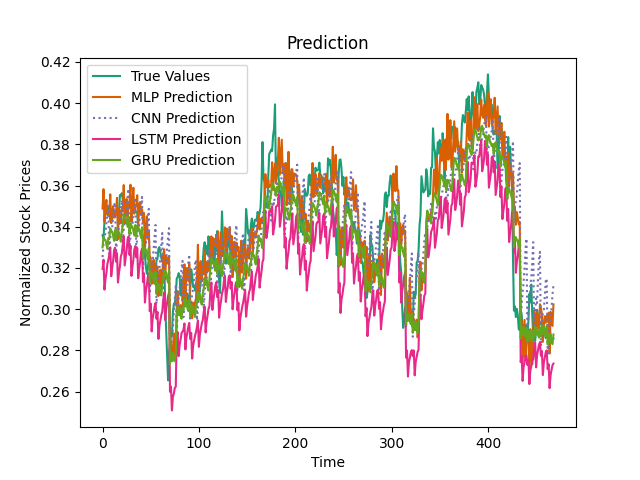 Prediction
True Values
MLP Prediction
CNN Prediction
LSTM Prediction
GRU Prediction
Normalized Stock Prices
0.42
0.40
0.38
0.36
0.34
0.32
0.30
0.28
0.26
0 100 200 300 400
Time